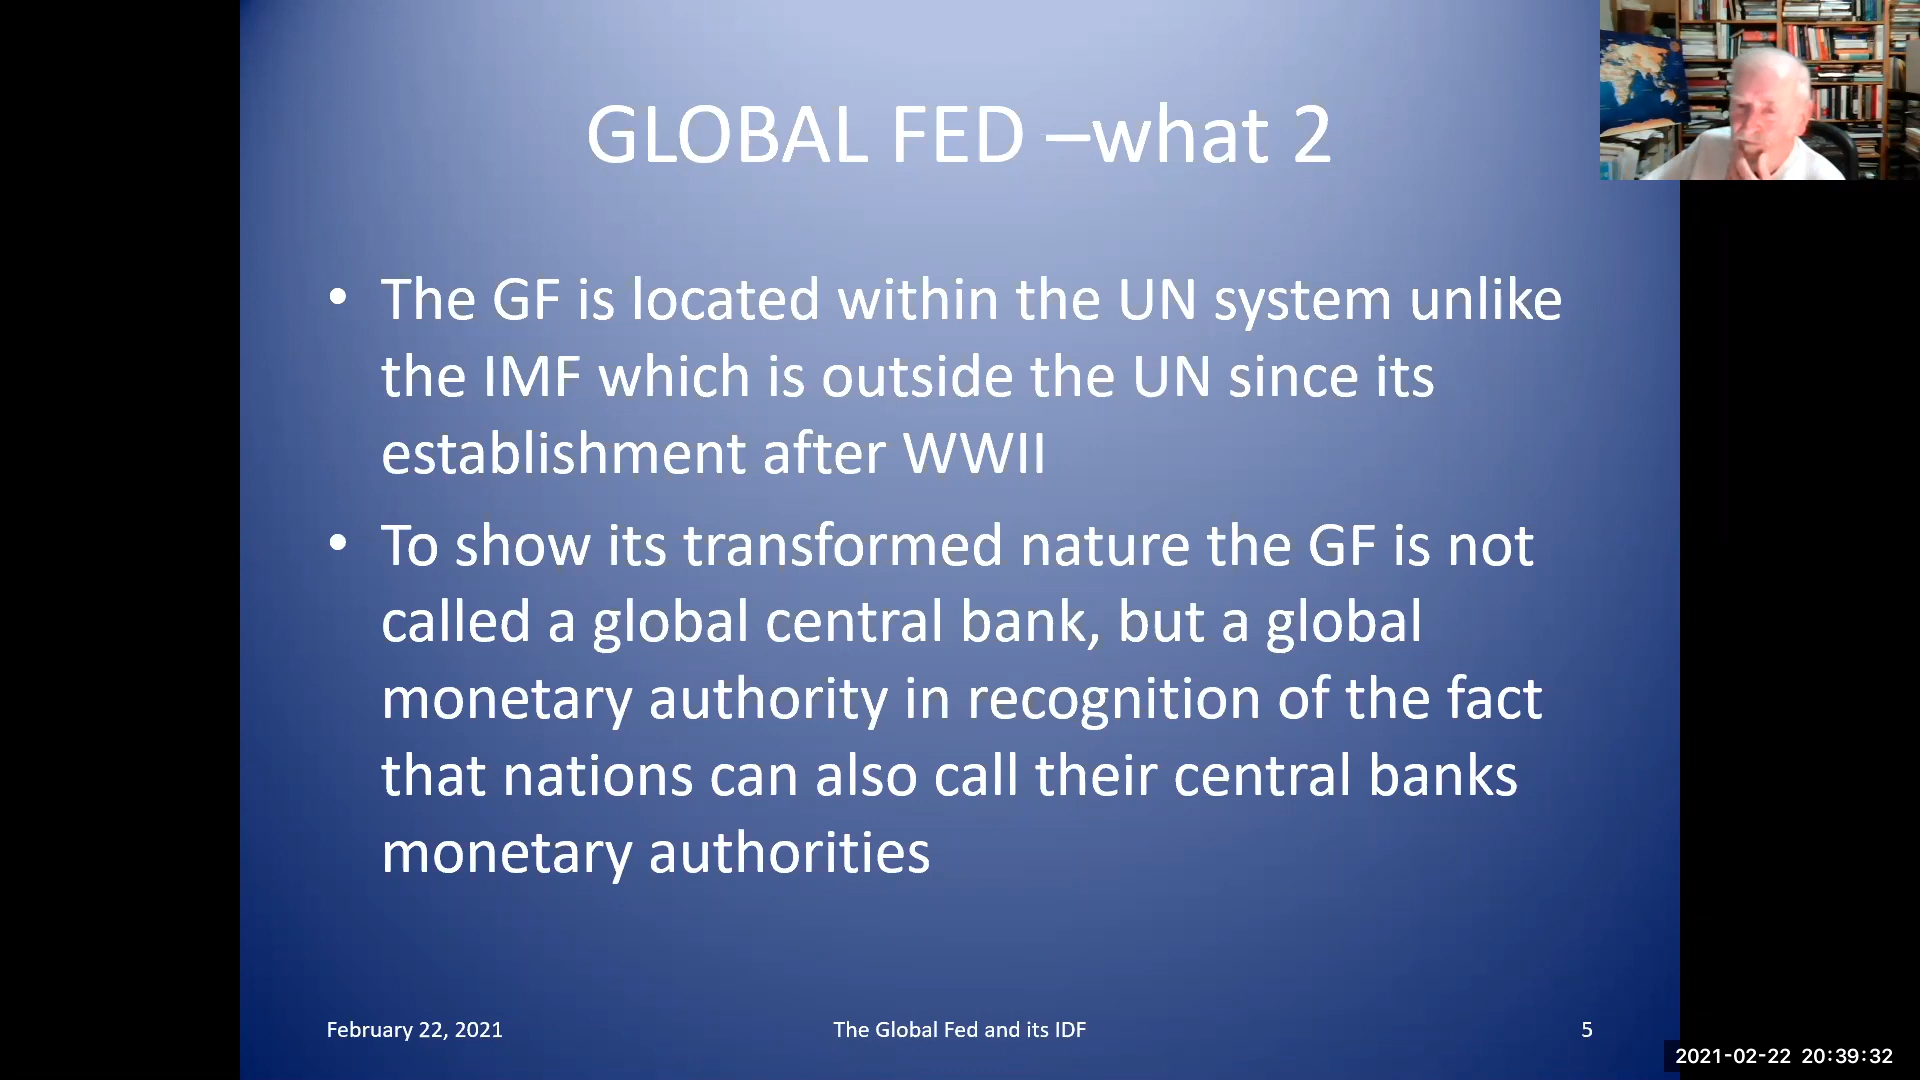 GLOBAL FED –what 2
• The GF is located within the UN system unlike
the IMF which is outside the UN since its
establishment after WWII
• To show its transformed nature the GF is not
called a global central bank, but a global
monetary authority in recognition of the fact
that nations can also call their central banks
monetary authorities
February 22, 2021
The Global Fed and its IDF
5
2021-02-22 20:39:32